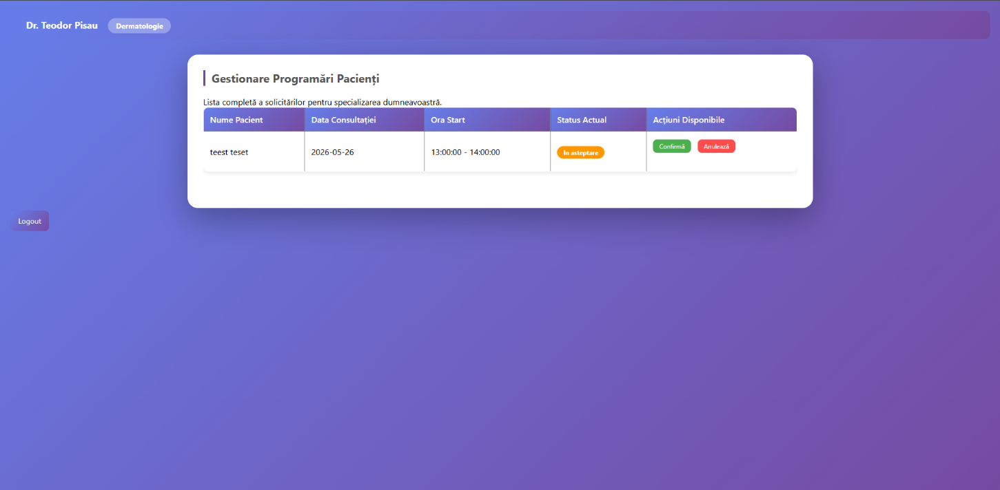 Dr. Teodor Pisau Dermatologie
Gestionare Programări Pacienți
Lista completă a solicitărilor pentru specializarea dumneavoastră.
Nume Pacient Data Consultației Ora Start Status Actual Acțiuni Disponibile
teest teset 2026-05-26 13:00:00 - 14:00:00 In asteptare Confirmă Anulează
Logout